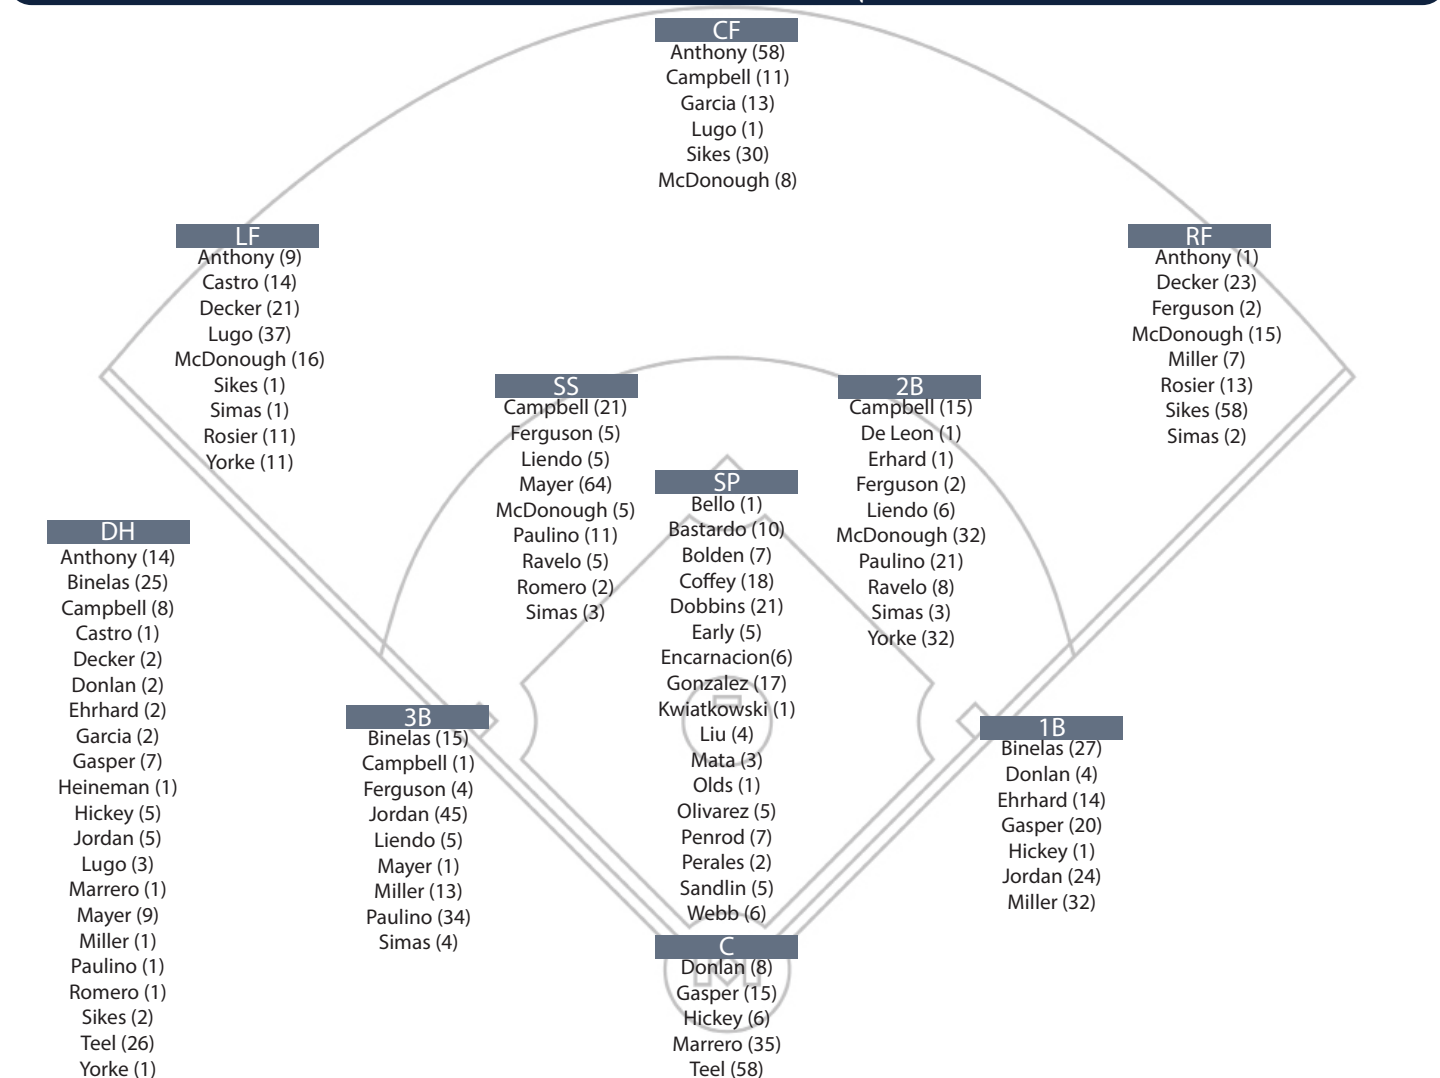 CF
Anthony (58)
Campbell (11)
Garcia (13)
Lugo (1)
Sikes (30)
McDonough (8)
LF
Anthony (9)
Castro (14)
Decker (21)
Lugo (37)
McDonough (16)
Sikes (1)
Simas (1)
Rosier (11)
Yorke (11)
RF
Anthony (1)
Decker (23)
Ferguson (2)
McDonough (15)
Miller (7)
Rosier (13)
Sikes (58)
Simas (2)
SS
Campbell (21)
Ferguson (5)
Liendo (5)
Mayer (64)
McDonough (5)
Paulino (11)
Ravelo (5)
Romero (2)
Simas (3)
2B
Campbell (15)
De Leon (1)
Erhard (1)
Ferguson (2)
Liendo (6)
McDonough (32)
Paulino (21)
Ravelo (8)
Simas (3)
Yorke (32)
SP
Bello (1)
Bastardo (10)
Bolden (7)
Coffey (18)
Dobbins (21)
Early (5)
Encarnacion(6)
Gonzalez (17)
Kwiatkowski (1)
Liu (4)
Mata (3)
Olds (1)
Olivarez (5)
Penrod (7)
Perales (2)
Sandlin (5)
Webb (6)
DH
Anthony (14)
Binelas (25)
Campbell (8)
Castro (1)
Decker (2)
Donlan (2)
Ehrhard (2)
Garcia (2)
Gasper (7)
Heineman (1)
Hickey (5)
Jordan (5)
Lugo (3)
Marrero (1)
Mayer (9)
Miller (1)
Paulino (1)
Romero (1)
Sikes (2)
Teel (26)
Yorke (1)
3B
Binelas (15)
Campbell (1)
Ferguson (4)
Jordan (45)
Liendo (5)
Mayer (1)
Miller (13)
Paulino (34)
Simas (4)
1B
Binelas (27)
Donlan (4)
Ehrhard (14)
Gasper (20)
Hickey (1)
Jordan (24)
Miller (32)
C
Donlan (8)
Gasper (15)
Hickey (6)
Marrero (35)
Teel (58)